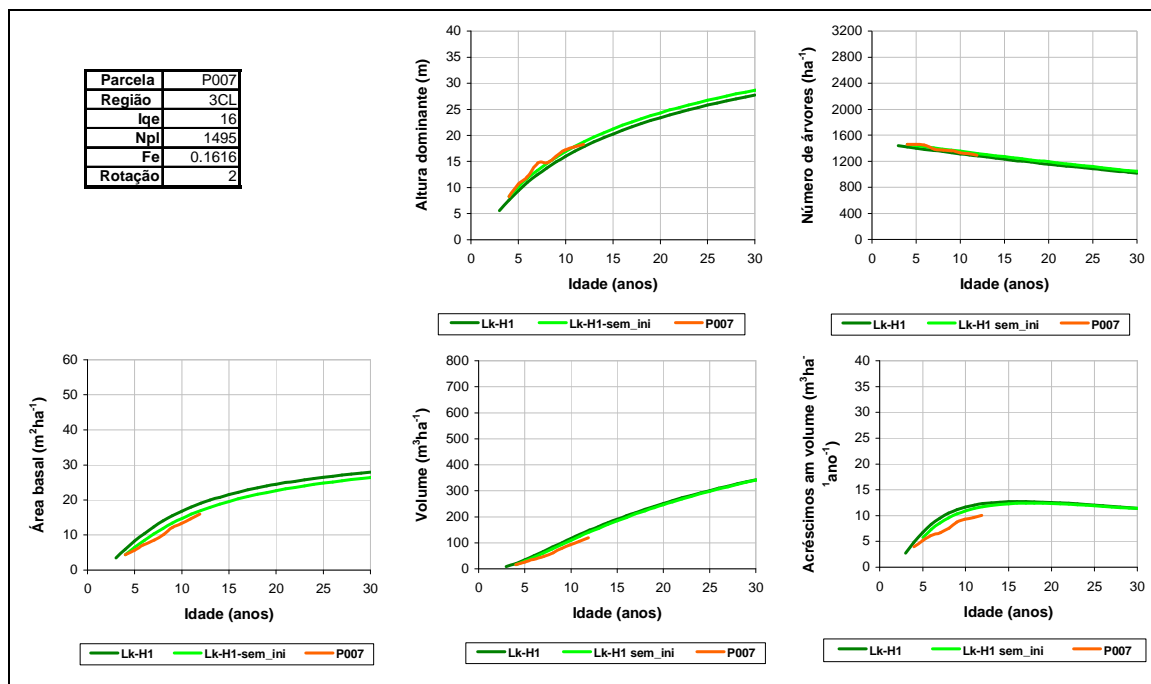 Parcela P007
Região 3CL
Iqe 16
Npl 1495
Fe 0.1616
Rotação 2
Altura dominante (m)
40
35
30
25
20
15
10
5
0
0 5 10 15 20 25 30
Idade (anos)
Lk-H1 Lk-H1-sem_ini P007
Número de árvores (ha-1)
3200
2800
2400
2000
1600
1200
800
400
0
0 5 10 15 20 25 30
Idade (anos)
Lk-H1 Lk-H1 sem_ini P007
Área basal (m²ha-1)
60
50
40
30
20
10
0
0 5 10 15 20 25 30
Idade (anos)
Lk-H1 Lk-H1-sem_ini P007
Volume (m³ha-1)
800
700
600
500
400
300
200
100
0
0 5 10 15 20 25 30
Idade (anos)
Lk-H1 Lk-H1 sem_ini P007
Acréscimos am volume (m³ha-
1ano-1)
40
35
30
25
20
15
10
5
0
0 5 10 15 20 25 30
Idade (anos)
Lk-H1 Lk-H1 sem_ini P007